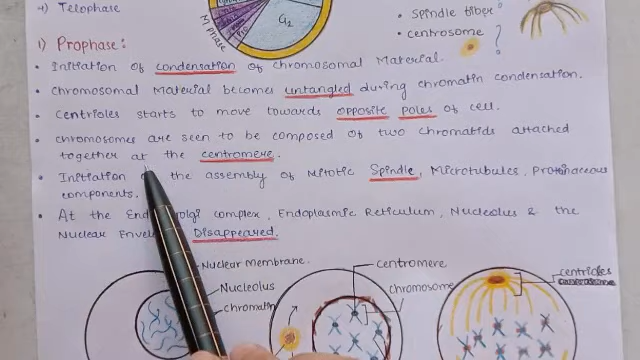 4) Telophase
M Phase
G2
• Spindle fiber
• centrosome ?
1) Prophase:
• Initiation of condensation of chromosomal Material.
• Chromosomal Material becomes untangled during chromatin condensation.
• Centrioles starts to move towards opposite poles of cell.
• chromosomes are seen to be composed of two chromatids attached
together at the centromere.
• Initiation of the assembly of Mitotic Spindle, Microtubules, Proteinaceous
components.
• At the End Golgi complex, Endoplasmic Reticulum, Nucleolus & the
Nuclear Disappeared.
Nuclear Membrane.
Nucleolus
chromatin
centromere
chromosome
centrioles